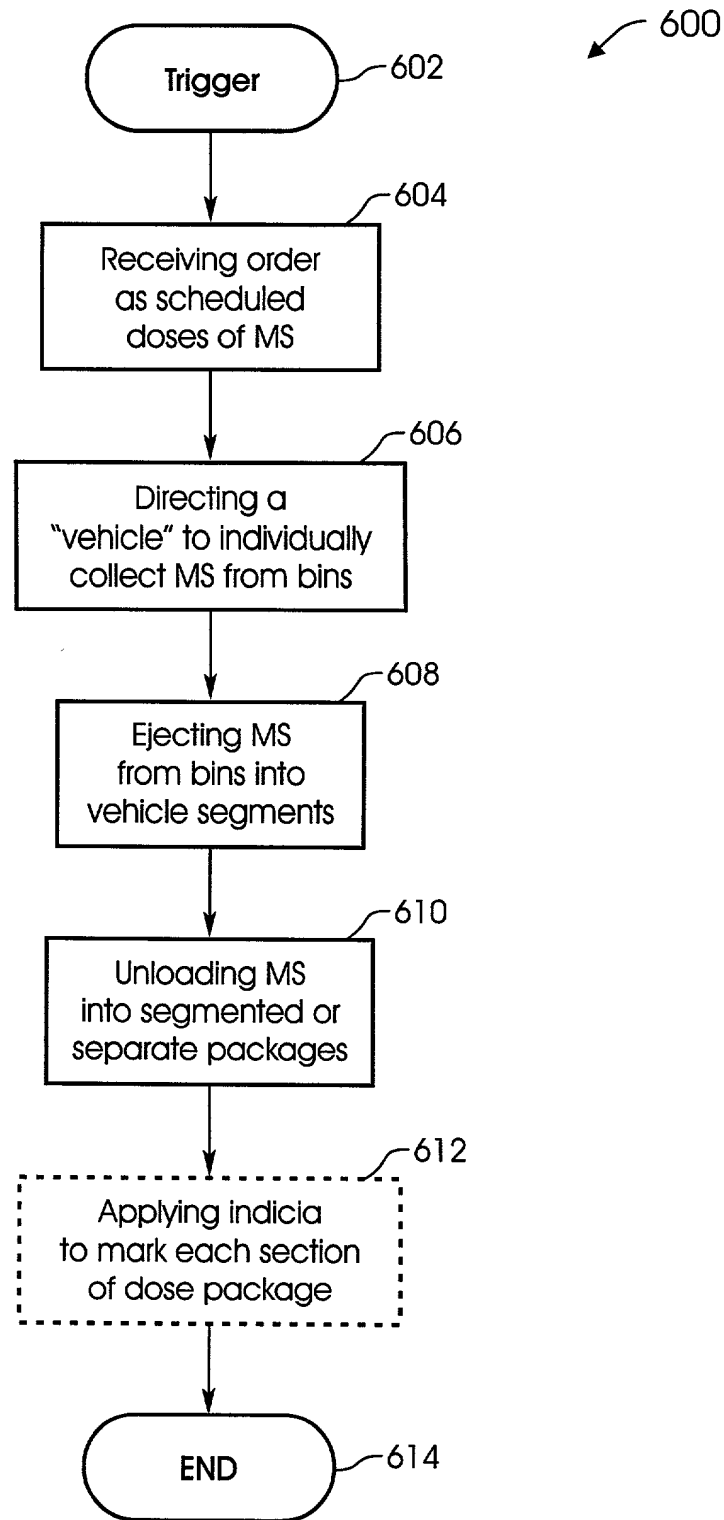 600
Trigger
602
604
Receiving order
as scheduled
doses of MS
606
Directing a
"vehicle" to individually
collect MS from bins
608
Ejecting MS
from bins into
vehicle segments
610
Unloading MS
into segmented or
separate packages
612
Applying indicia
to mark each section
of dose package
END
614